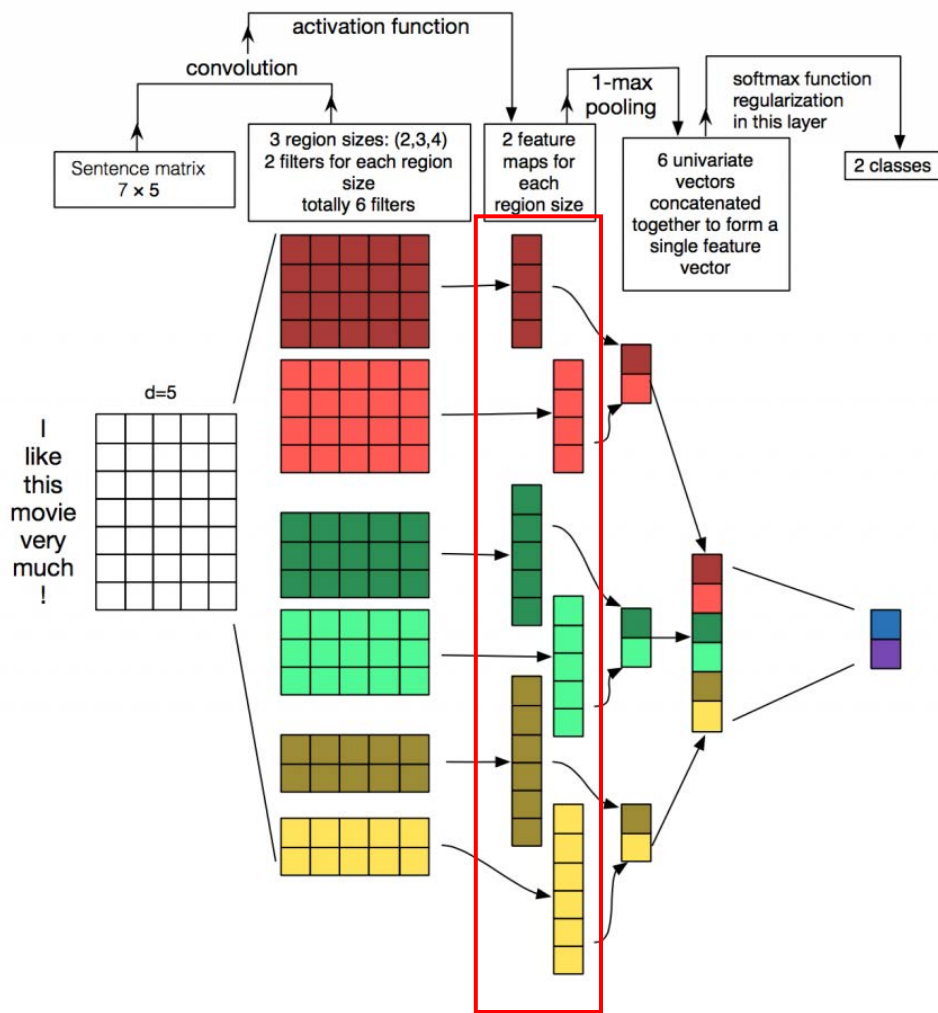 activation function
convolution
1-max
pooling
softmax function
regularization
in this layer
Sentence matrix
7 × 5
3 region sizes: (2,3,4)
2 filters for each region
size
totally 6 filters
2 feature
maps for
each
region size
6 univariate
vectors
concatenated
together to form a
single feature
vector
2 classes
d=5
I
like
this
movie
very
much
!